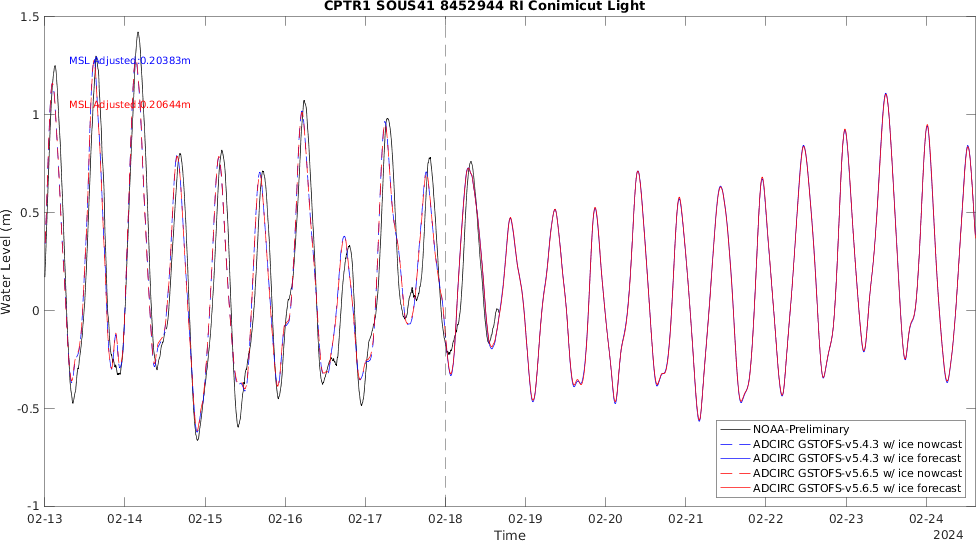 CPTR1 SOUS41 8452944 RI Conimicut Light
1.5
MSL Adjusted:0.20383m
MSL Adjusted:0.20644m
1
0.5
0
-0.5
-1
Water Level (m)
NOAA-Preliminary
ADCIRC GSTOFS-v5.4.3 w/ ice nowcast
ADCIRC GSTOFS-v5.4.3 w/ ice forecast
ADCIRC GSTOFS-v5.6.5 w/ ice nowcast
ADCIRC GSTOFS-v5.6.5 w/ ice forecast
02-13 02-14 02-15 02-16 02-17 02-18 02-19 02-20 02-21 02-22 02-23 02-24
Time
2024